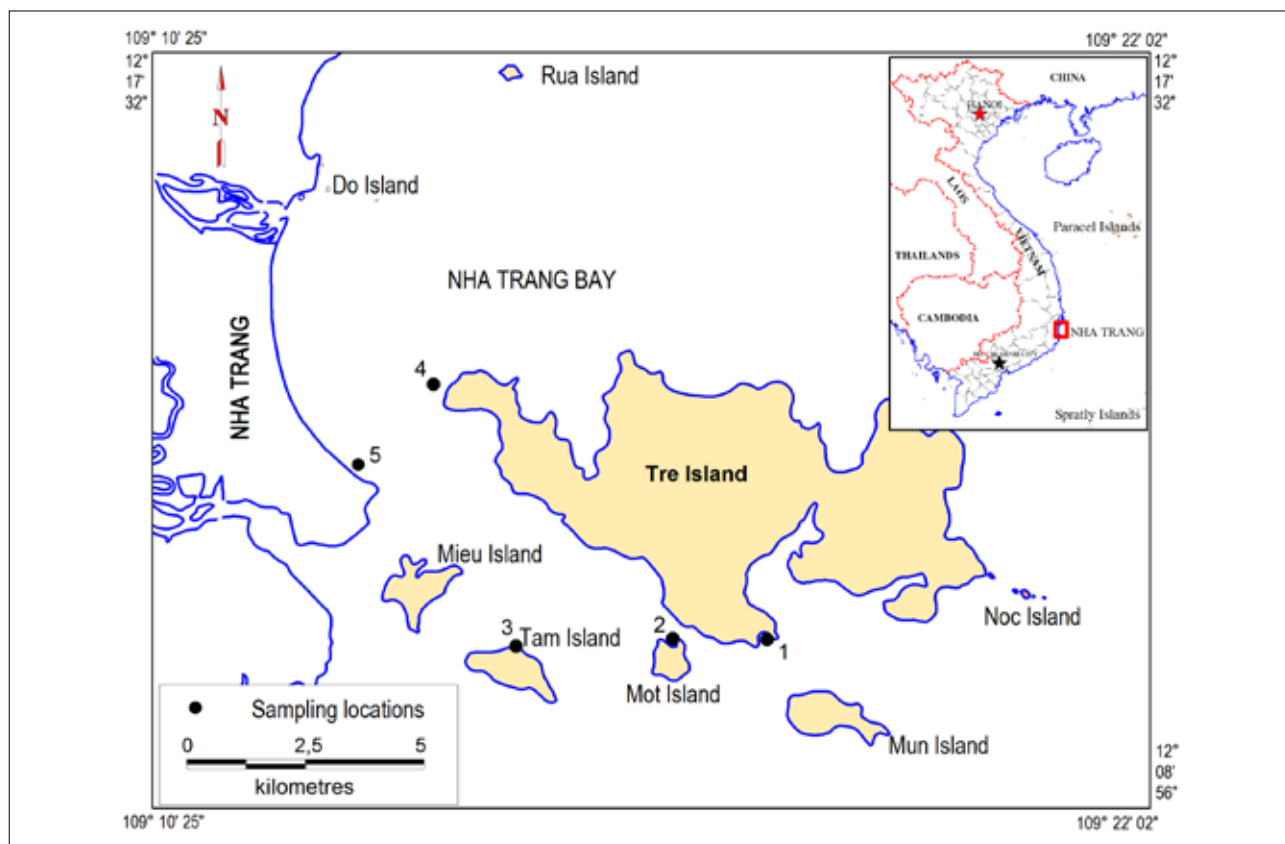 109° 10' 25"
109° 22' 02"
12"
17'
32"
12"
17'
32"
N
Rua Island
Do Island
CHINA
HANOI
LAOS
Paracel Islands
VIETNAM
THAILANDS
CAMBODIA
NHA TRANG
Spratly Islands
NHA TRANG BAY
NHA TRANG
4
5
Tre Island
Mieu Island
Noc Island
3
Tam Island
2
1
Mot Island
Mun Island
Sampling locations
0 2,5 5
kilometres
12"
08'
56"
109° 10' 25"
109° 22' 02"